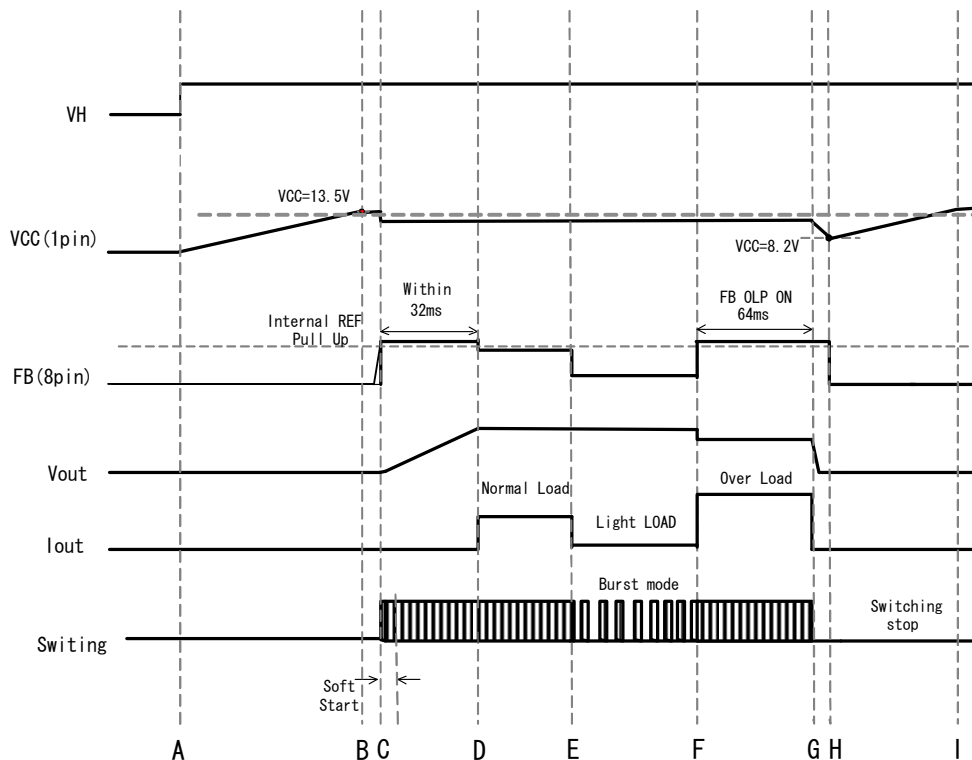 VH
VCC=13.5V
VCC(1pin)
VCC=8.2V
Within
32ms
FB OLP ON
64ms
Internal REF
Pull Up
FB(8pin)
Vout
Normal Load
Over Load
Light LOAD
Iout
Burst mode
Switching
stop
Switing
Soft
Start
A B C D E F G H I